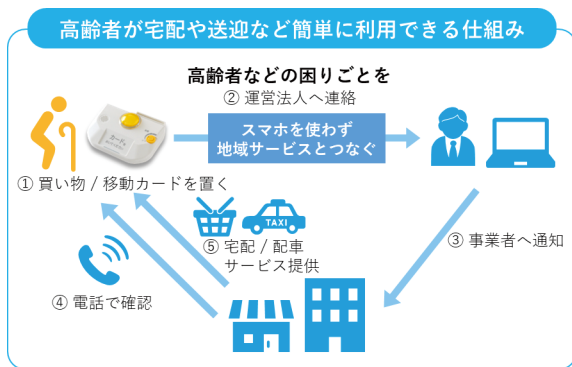 高齢者が宅配や送迎など簡単に利用できる仕組み
高齢者などの困りごとを
② 運営法人へ連絡
スマホを使わず
地域サービスとつなぐ
① 買い物 / 移動カードを置く
TAXI
⑤ 宅配 / 配車
サービス提供
③ 事業者へ通知
④ 電話で確認